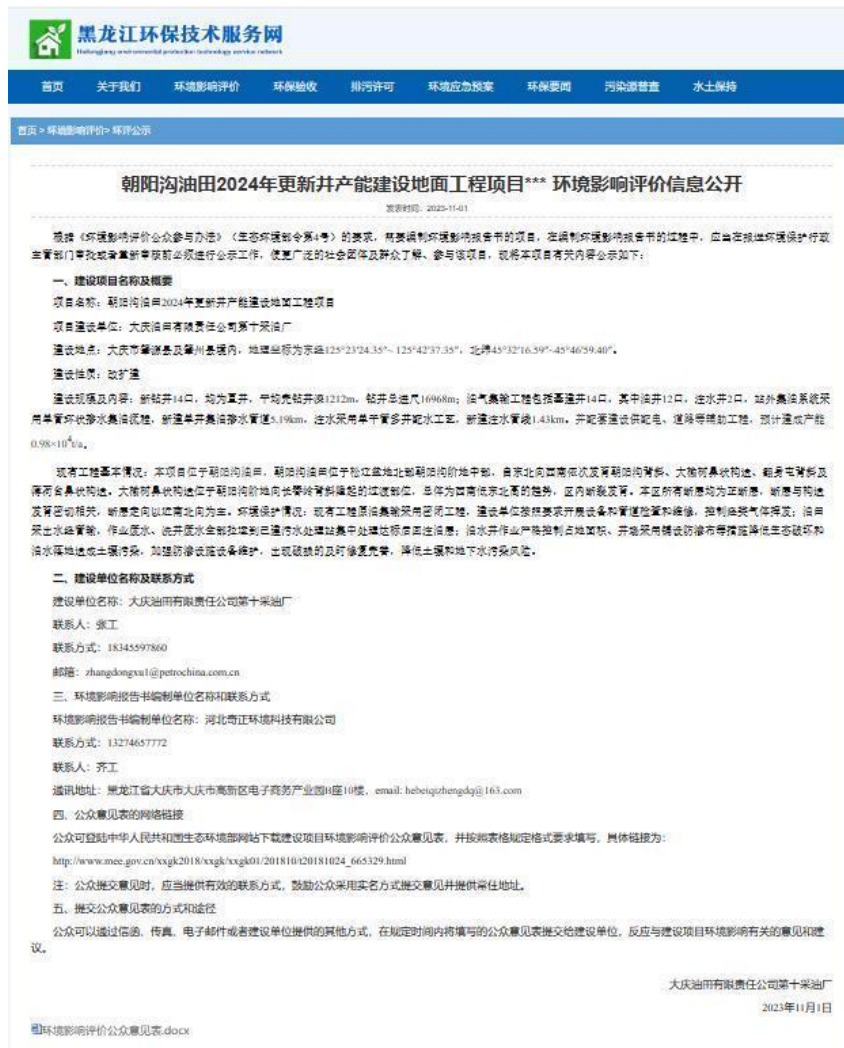 黑龙江环保技术服务网
Heilongjiang environmental protection technology service network
首页 关于我们 环境影响评价 环保验收 排污许可 环境应急预案 环保要闻 污染源普查 水土保持
首页 > 环境影响评价> 环评公示
朝阳沟油田2024年更新井产能建设地面工程项目*** 环境影响评价信息公开
发表时间：2023-11-01
根据《环境影响评价公众参与办法》（生态环境部令第4号）的要求，需要编制环境影响报告书的项目，在编制环境影响报告书的过程中，应当在报送环境保护行政
主管部门审批或者重新审核前必须进行公示工作，使更广泛的社会团体及群众了解、参与该项目，现将本项目有关内容公示如下：
一、建设项目名称及概要
项目名称：朝阳沟油田2024年更新井产能建设地面工程项目
项目建设单位：大庆油田有限责任公司第十采油厂
建设地点：大庆市肇源县及肇州县境内，地理坐标为东经125°23′24.35″~ 125°42′37.35″，北纬45°32′16.59″~45°46′59.40″。
建设性质：改扩建
建设规模及内容：新钻井14口，均为直井，平均完钻井深1212m，钻井总进尺16968m；油气集输工程包括基建井14口，其中油井12口，注水井2口，站外集油系统采
用单管环状掺水集油流程，新建单井集油掺水管道5.19km，注水采用单干管多井配水工艺，新建注水管线1.43km。并配套建设供配电、道路等辅助工程，预计建成产能
0.98×10⁴t/a。
现有工程基本情况：本项目位于朝阳沟油田，朝阳沟油田位于松辽盆地北部朝阳沟阶地中部，自东北向西南依次发育朝阳沟背斜、大榆树鼻状构造、翻身屯背斜及
薄荷台鼻状构造。大榆树鼻状构造位于朝阳沟阶地向长春岭背斜隆起的过渡部位，总体为西南低东北高的趋势，区内断裂发育。本区所有断层均为正断层，断层与构造
发育密切相关，断层走向以近南北向为主。环境保护情况：现有工程原油集输采用密闭工程，建设单位按照要求开展设备和管道检查和维修，控制烃类气体挥发；油田
采出水经管输，作业废水、洗井废水全部拉运到已建污水处理站集中处理达标后回注油层；油水井作业严格控制占地面积、并采用铺设防渗布等措施降低生态破坏和
油水落地造成土壤污染，加强防渗设施设备维护，出现破损的及时修复完善，降低土壤和地下水污染风险。
二、建设单位名称及联系方式
建设单位名称：大庆油田有限责任公司第十采油厂
联系人：张工
联系方式：18345597860
邮箱：zhangdongxu1@petrochina.com.cn
三、环境影响报告书编制单位名称和联系方式
环境影响报告书编制单位名称：河北奇正环境科技有限公司
联系方式：13274657772
联系人：齐工
通讯地址：黑龙江省大庆市大庆市高新区电子商务产业园H座10楼，email: hebeiqizhengdq@163.com
四、公众意见表的网络链接
公众可登陆中华人民共和国生态环境部网站下载建设项目环境影响评价公众意见表，并按照表格规定格式要求填写，具体链接为：
http://www.mee.gov.cn/xxgk2018/xxgk/xxgk01/201810/t20181024_665329.html
注：公众提交意见时，应当提供有效的联系方式，鼓励公众采用实名方式提交意见并提供常住地址。
五、提交公众意见表的方式和途径
公众可以通过信函、传真、电子邮件或者建设单位提供的其他方式，在规定时间内将填写的公众意见表提交给建设单位，反应与建设项目环境影响有关的意见和建
议。
大庆油田有限责任公司第十采油厂
2023年11月1日
环境影响评价公众意见表.docx